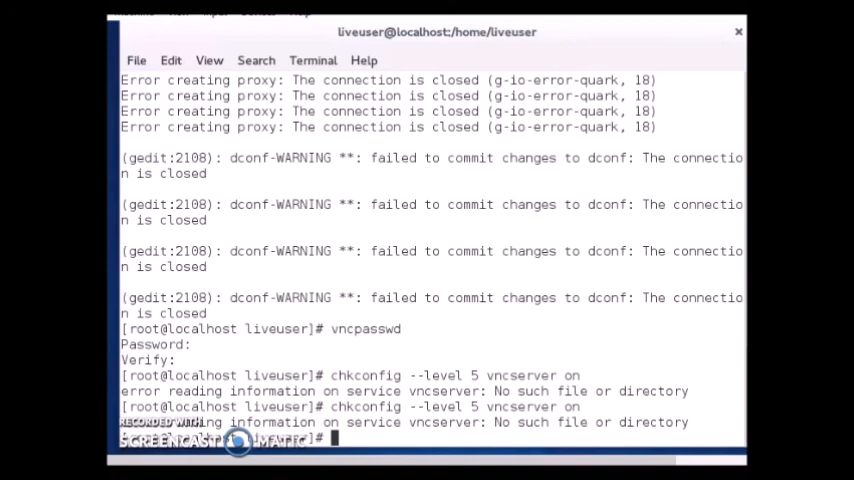 liveuser@localhost:/home/liveuser
File Edit View Search Terminal Help
Error creating proxy: The connection is closed (g-io-error-quark, 18)
Error creating proxy: The connection is closed (g-io-error-quark, 18)
Error creating proxy: The connection is closed (g-io-error-quark, 18)
Error creating proxy: The connection is closed (g-io-error-quark, 18)
(gedit:2108): dconf-WARNING **: failed to commit changes to dconf: The connectio
n is closed
(gedit:2108): dconf-WARNING **: failed to commit changes to dconf: The connectio
n is closed
(gedit:2108): dconf-WARNING **: failed to commit changes to dconf: The connectio
n is closed
(gedit:2108): dconf-WARNING **: failed to commit changes to dconf: The connectio
n is closed
[root@localhost liveuser]# vncpasswd
Password:
Verify:
[root@localhost liveuser]# chkconfig --level 5 vncserver on
error reading information on service vncserver: No such file or directory
[root@localhost liveuser]# chkconfig --level 5 vncserver on
ing information on service vncserver: No such file or directory
liveuser]#
RECORDED WITH
SCREENCAST MATIC